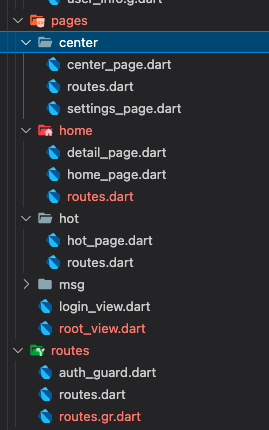 user_info.g.dart
pages
center
center_page.dart
routes.dart
settings_page.dart
home
detail_page.dart
home_page.dart
routes.dart
hot
hot_page.dart
routes.dart
msg
login_view.dart
root_view.dart
routes
auth_guard.dart
routes.dart
routes.gr.dart